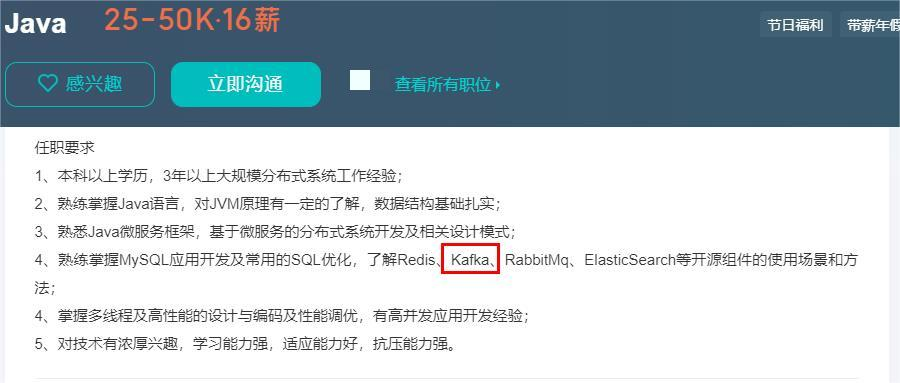 Java 25-50K·16薪
节日福利 带薪年假
感兴趣 立即沟通 查看所有职位
任职要求
1、本科以上学历，3年以上大规模分布式系统工作经验；
2、熟练掌握Java语言，对JVM原理有一定的了解，数据结构基础扎实；
3、熟悉Java微服务框架，基于微服务的分布式系统开发及相关设计模式；
4、熟练掌握MySQL应用开发及常用的SQL优化，了解Redis、Kafka、RabbitMq、ElasticSearch等开源组件的使用场景和方
法；
4、掌握多线程及高性能的设计与编码及性能调优，有高并发应用开发经验；
5、对技术有浓厚兴趣，学习能力强，适应能力好，抗压能力强。